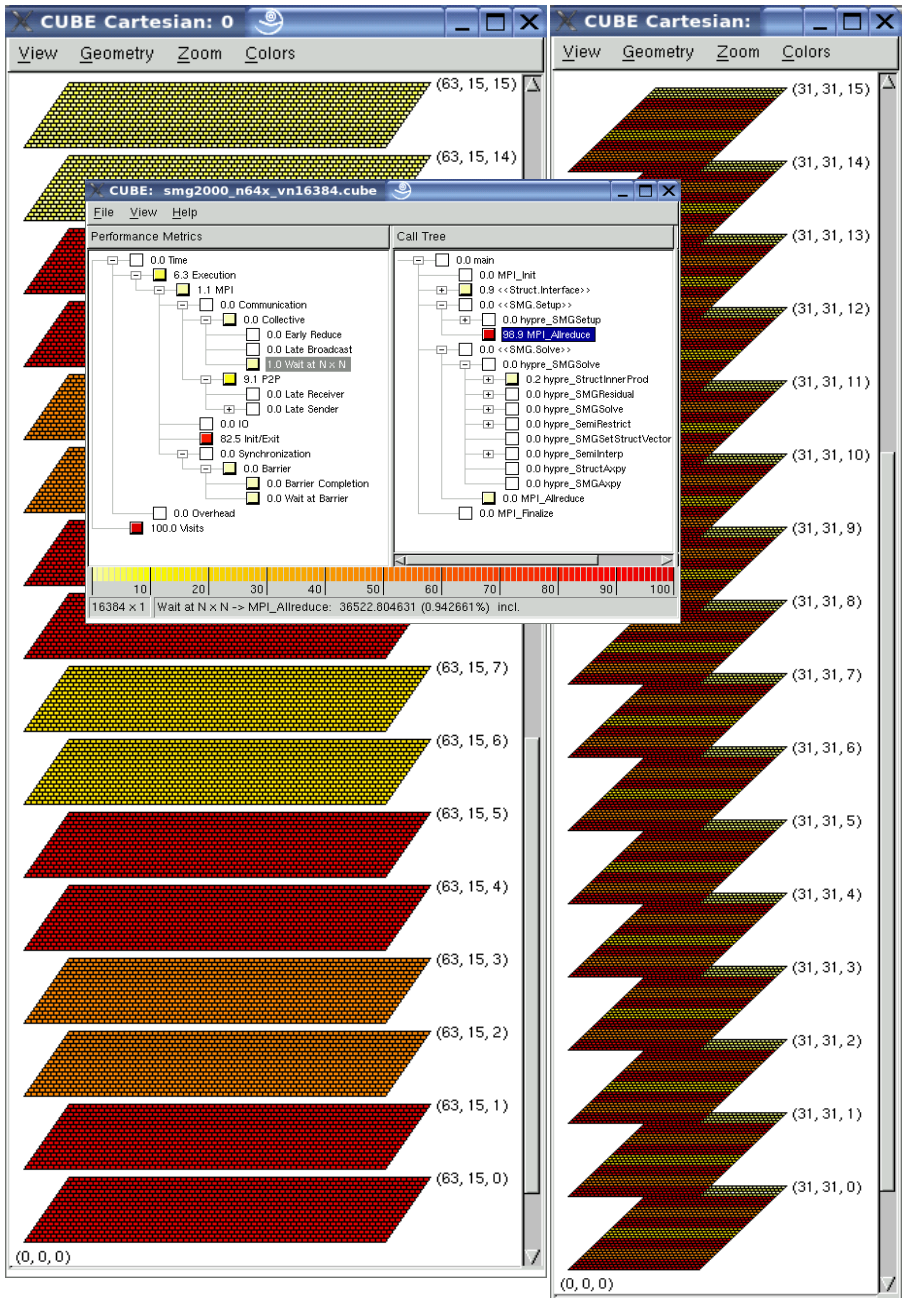 CUBE Cartesian: 0
View Geometry Zoom Colors
(63, 15, 15)
(63, 15, 14)
CUBE: smg2000_n64x_vn16384.cube
File View Help
Performance Metrics
0.0 Time
6.3 Execution
1.1 MPI
0.0 Communication
0.0 Collective
0.0 Early Reduce
0.0 Late Broadcast
1.0 Wait at N x N
9.1 P2P
0.0 Late Receiver
0.0 Late Sender
0.0 IO
82.5 Init/Exit
0.0 Synchronization
0.0 Barrier
0.0 Barrier Completion
0.0 Wait at Barrier
0.0 Overhead
100.0 Visits
Call Tree
0.0 main
0.0 MPI_Init
0.9 <<Struct.Interface>>
0.0 <<SMG.Setup>>
0.0 hypre_SMGSetup
98.9 MPI_Allreduce
0.0 <<SMG.Solve>>
0.0 hypre_SMGSolve
0.2 hypre_StructInnerProd
0.0 hypre_SMGResidual
0.0 hypre_SMGSolve
0.0 hypre_SemiRestrict
0.0 hypre_SMGSetStructVector
0.0 hypre_SemiInterp
0.0 hypre_StructAxpy
0.0 hypre_SMGAxpy
0.0 MPI_Allreduce
0.0 MPI_Finalize
10 20 30 40 50 60 70 80 90 100
16384 x 1 Wait at N x N -> MPI_Allreduce: 36522.804631 (0.942661%) incl.
(63, 15, 7)
(63, 15, 6)
(63, 15, 5)
(63, 15, 4)
(63, 15, 3)
(63, 15, 2)
(63, 15, 1)
(63, 15, 0)
(0, 0, 0)
CUBE Cartesian:
View Geometry Zoom Colors
(31, 31, 15)
(31, 31, 14)
(31, 31, 13)
(31, 31, 12)
(31, 31, 11)
(31, 31, 10)
(31, 31, 9)
(31, 31, 8)
(31, 31, 7)
(31, 31, 6)
(31, 31, 5)
(31, 31, 4)
(31, 31, 3)
(31, 31, 2)
(31, 31, 1)
(31, 31, 0)
(0, 0, 0)